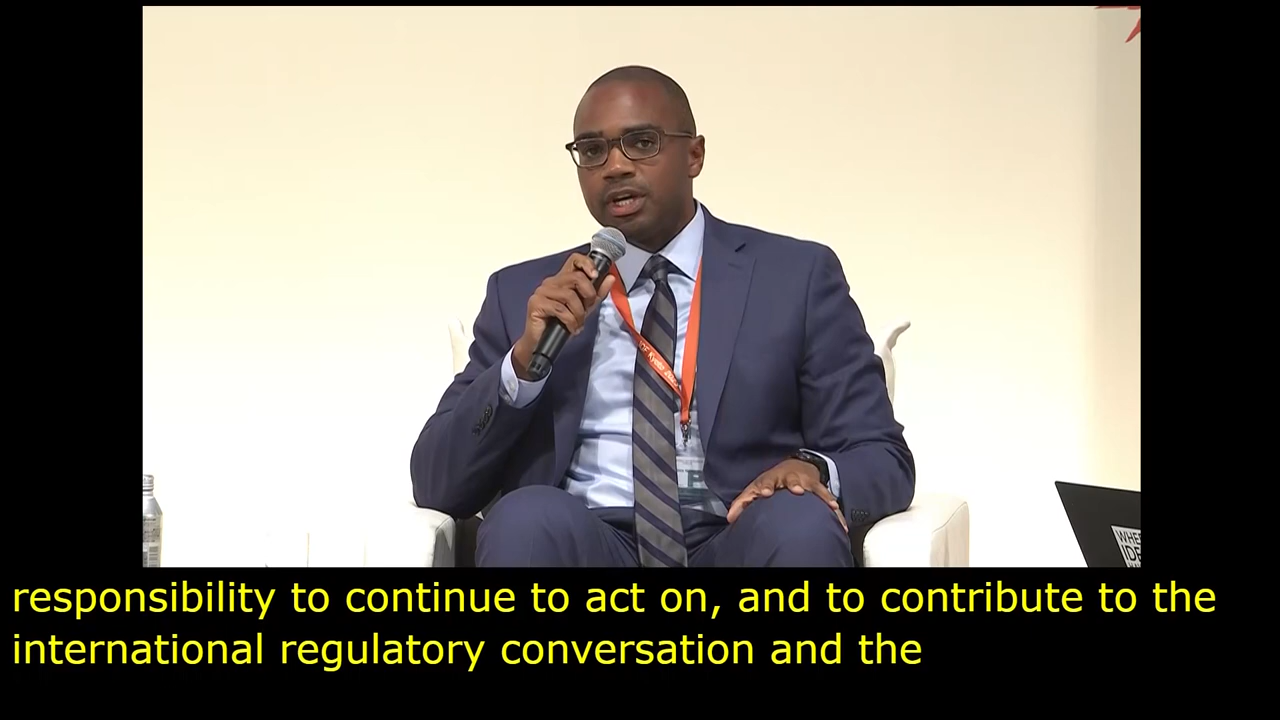 responsibility to continue to act on, and to contribute to the
international regulatory conversation and the